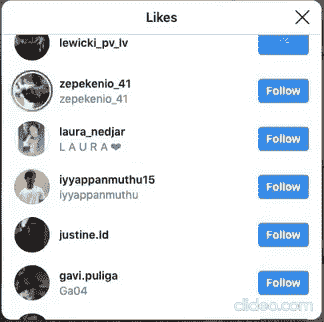 Likes
lewicki_pv_lv
zepekenio_41
zepekenio_41
Follow
laura_nedjar
L A U R A ❤
Follow
iyyappanmuthu15
iyyappanmuthu
Follow
justine.ld
Follow
gavi.puliga
Ga04
Follow
clideo.com